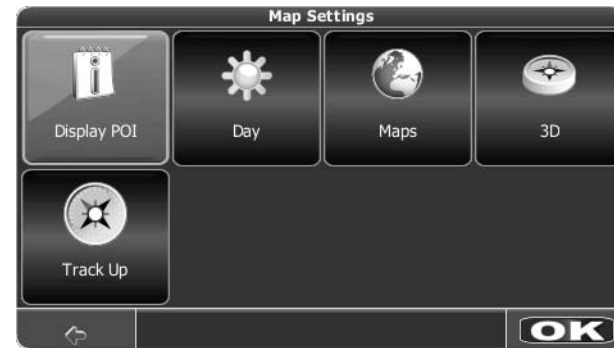 Map Settings
Display POI
Day
Maps
3D
Track Up
OK